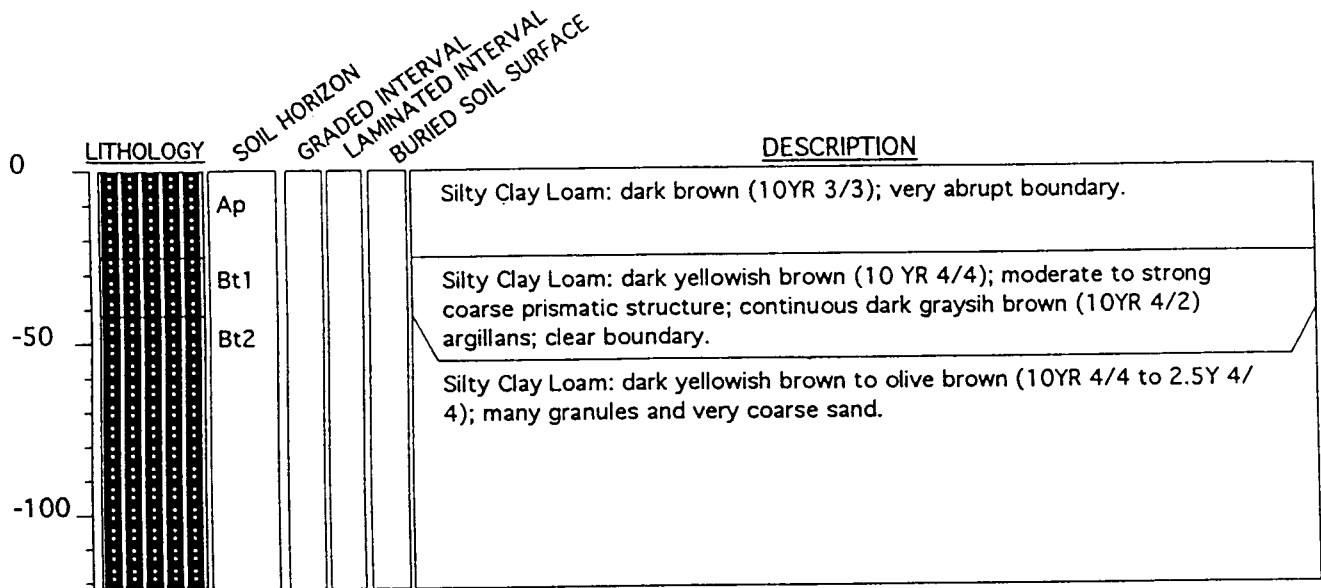 LITHOLOGY
SOIL HORIZON
GRADED INTERVAL
LAMINATED INTERVAL
BURIED SOIL SURFACE
DESCRIPTION
0
Ap
Silty Clay Loam: dark brown (10YR 3/3); very abrupt boundary.
Bt1
Silty Clay Loam: dark yellowish brown (10 YR 4/4); moderate to strong
coarse prismatic structure; continuous dark graysih brown (10YR 4/2)
argillans; clear boundary.
-50
Bt2
Silty Clay Loam: dark yellowish brown to olive brown (10YR 4/4 to 2.5Y 4/
4); many granules and very coarse sand.
-100